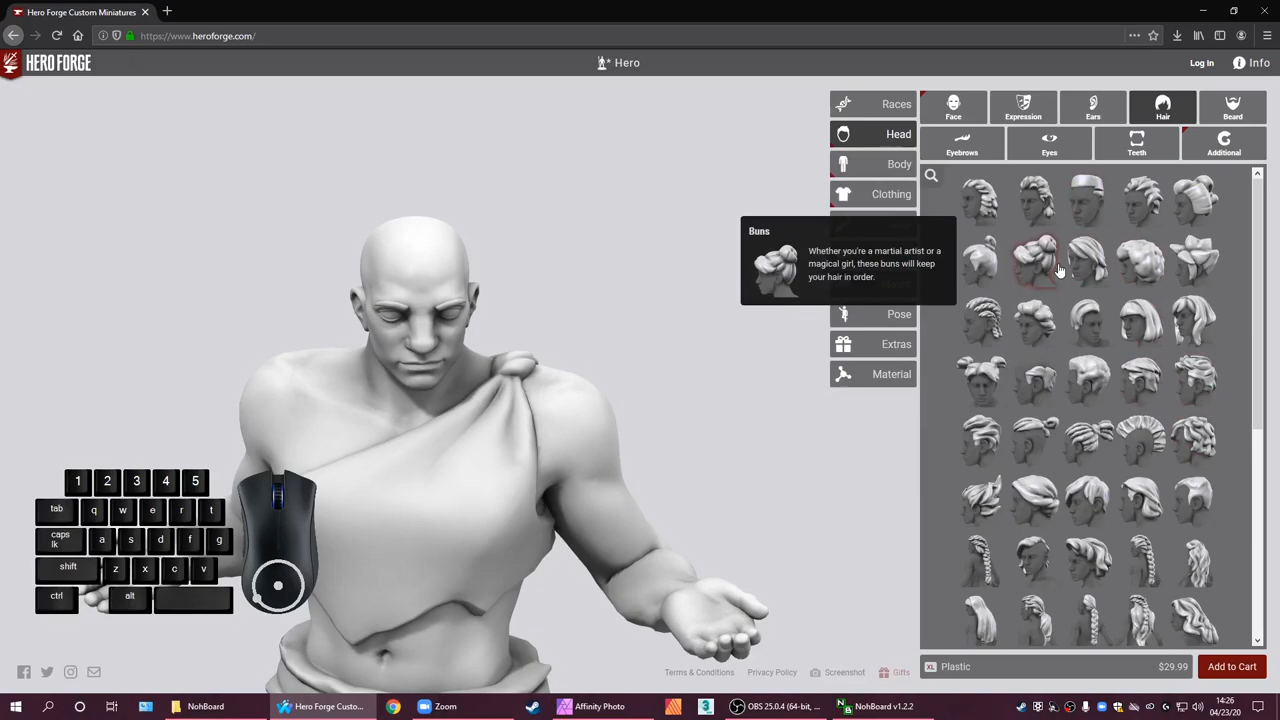 Hero Forge Custom Miniatures
https://www.heroforge.com/
HERO FORGE
* Hero
Log In
Info
Races
Head
Body
Clothing
Pose
Extras
Material
Face
Expression
Ears
Hair
Beard
Eyebrows
Eyes
Teeth
Additional
Buns
Whether you're a martial artist or a
magical girl, these buns will keep
your hair in order.
1 2 3 4 5
tab q w e r t
caps
lk
a s d f g
shift z x c v
ctrl alt
Terms & Conditions
Privacy Policy
Screenshot
Gifts
XL Plastic
$29.99
Add to Cart
NohBoard
Hero Forge Custo...
Zoom
Affinity Photo
OBS 25.0.4 (64-bit, ...
NohBoard v1.2.2
14:26
04/23/20